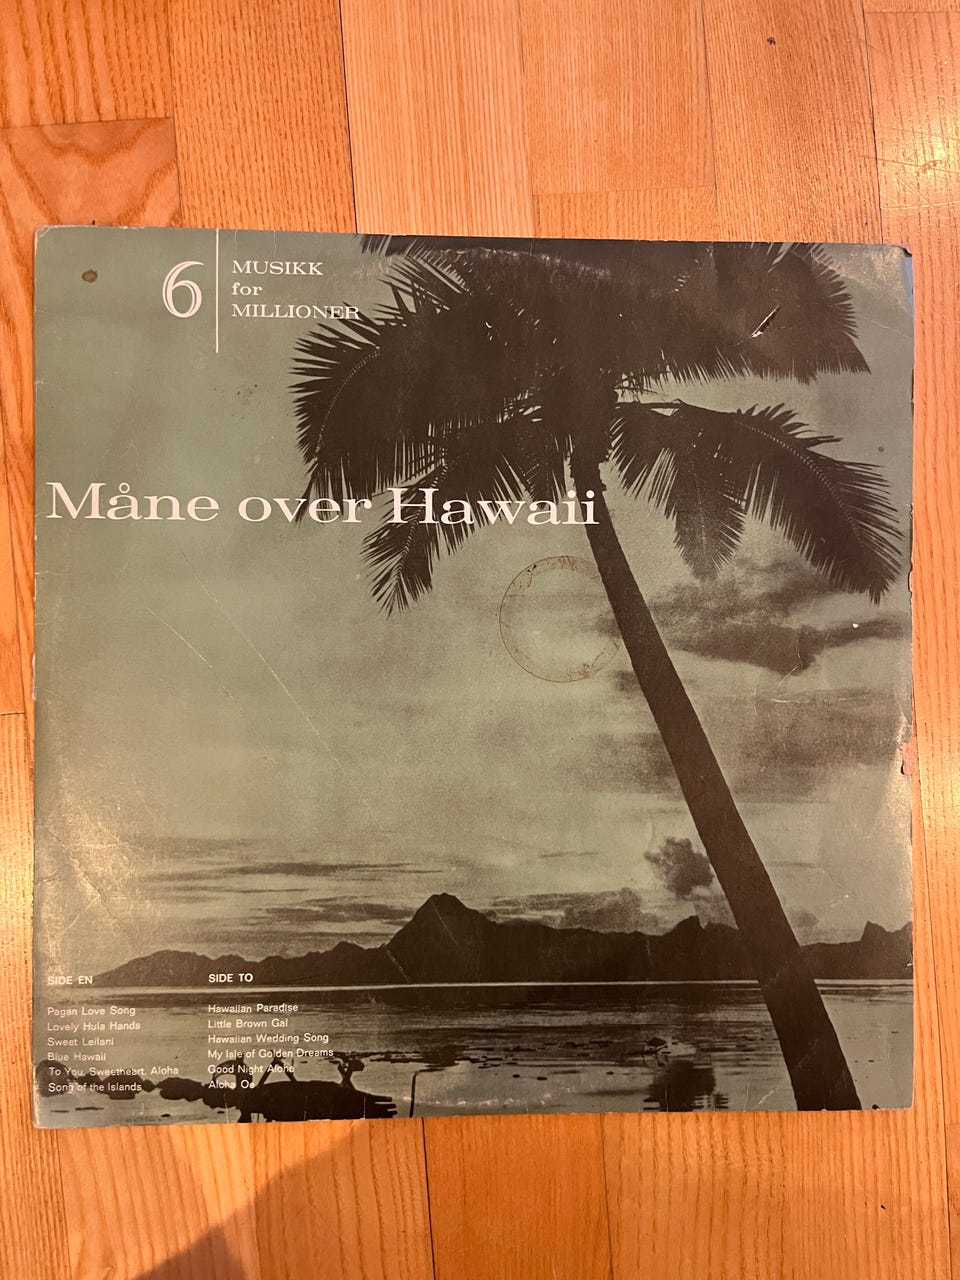 6
MUSIKK
for
MILLIONER
Måne over Hawaii
SIDE EN
Pagan Love Song
Lovely Hula Hands
Sweet Leilani
Blue Hawaii
To You, Sweetheart, Aloha
Song of the Islands
SIDE TO
Hawaiian Paradise
Little Brown Gal
Hawaiian Wedding Song
My Isle of Golden Dreams
Good Night Aloha
Aloha Oe